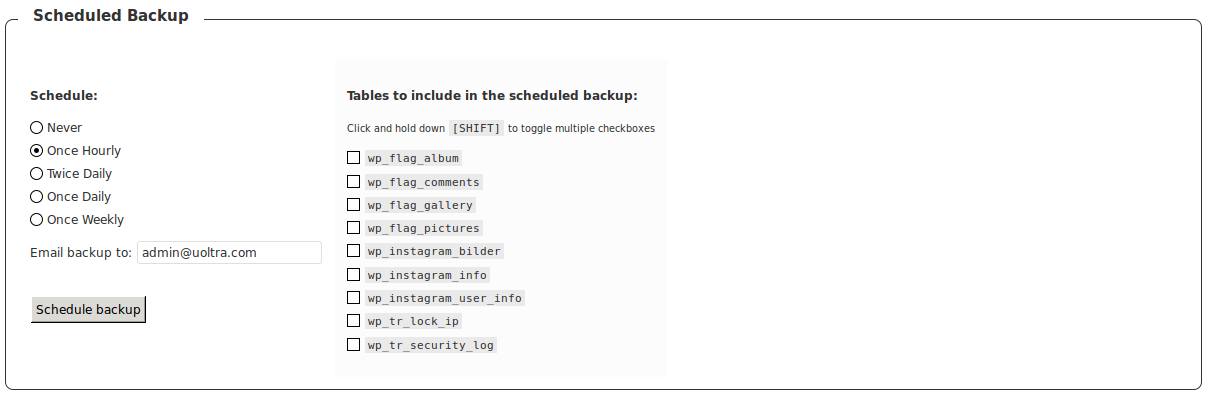 Scheduled Backup
Schedule:
Never
Once Hourly
Twice Daily
Once Daily
Once Weekly
Email backup to: admin@uoltra.com
Schedule backup
Tables to include in the scheduled backup:
Click and hold down [SHIFT] to toggle multiple checkboxes
wp_flag_album
wp_flag_comments
wp_flag_gallery
wp_flag_pictures
wp_instagram_bilder
wp_instagram_info
wp_instagram_user_info
wp_tr_lock_ip
wp_tr_security_log